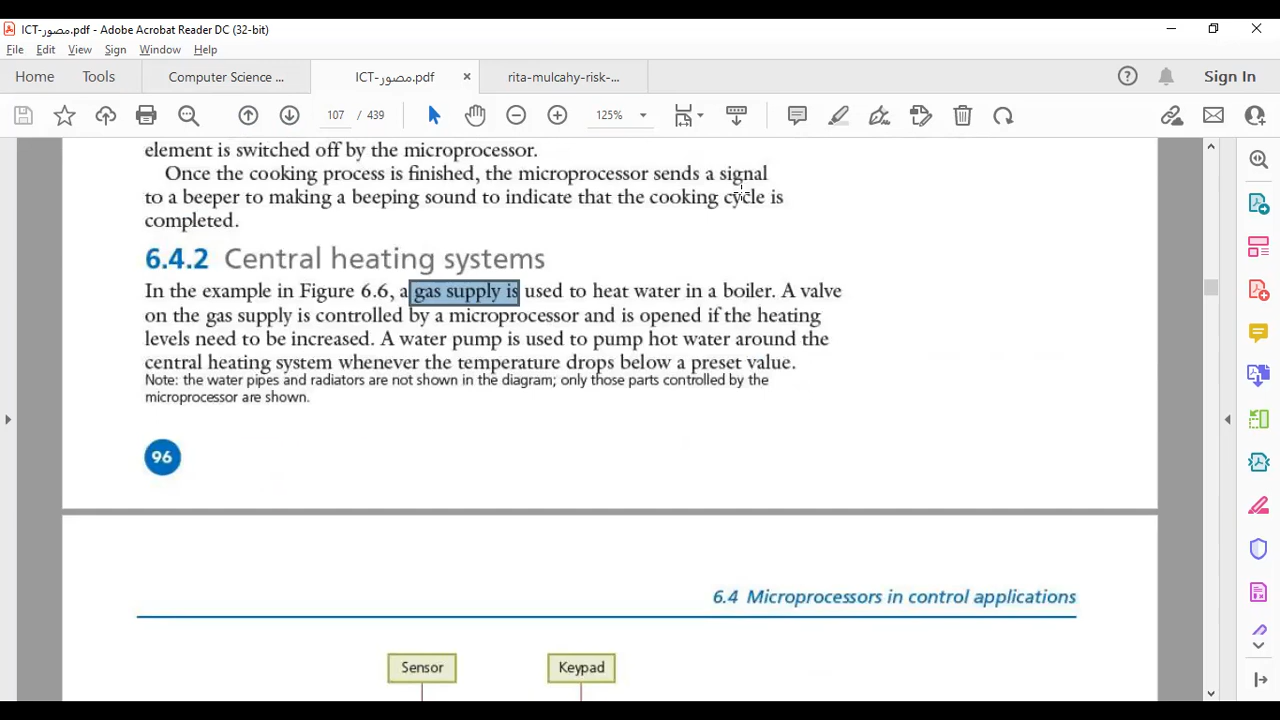 ICT-مصور.pdf - Adobe Acrobat Reader DC (32-bit)
File Edit View Sign Window Help
Home Tools Computer Science ... ICT-مصور.pdf × rita-mulcahy-risk-... Sign In
107 / 439 125%
element is switched off by the microprocessor.
Once the cooking process is finished, the microprocessor sends a signal
to a beeper to making a beeping sound to indicate that the cooking cycle is
completed.
6.4.2 Central heating systems
In the example in Figure 6.6, a gas supply is used to heat water in a boiler. A valve
on the gas supply is controlled by a microprocessor and is opened if the heating
levels need to be increased. A water pump is used to pump hot water around the
central heating system whenever the temperature drops below a preset value.
Note: the water pipes and radiators are not shown in the diagram; only those parts controlled by the
microprocessor are shown.
96
6.4 Microprocessors in control applications
Sensor Keypad